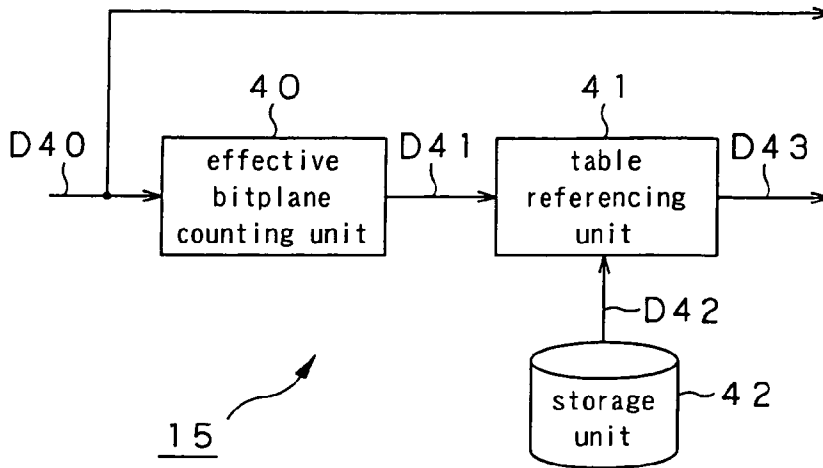 40
41
D40
effective
bitplane
counting unit
D41
table
referencing
unit
D43
D42
storage
unit
42
15